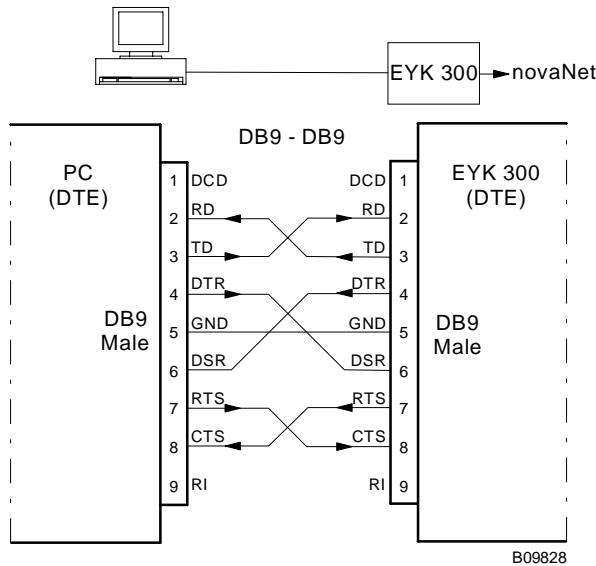 EYK 300 novaNet
DB9 - DB9
PC
(DTE)
EYK 300
(DTE)
1 DCD DCD 1
2 RD RD 2
3 TD TD 3
4 DTR DTR 4
5 GND GND 5
DB9
Male
DB9
Male
6 DSR DSR 6
7 RTS RTS 7
8 CTS CTS 8
9 RI RI 9
B09828